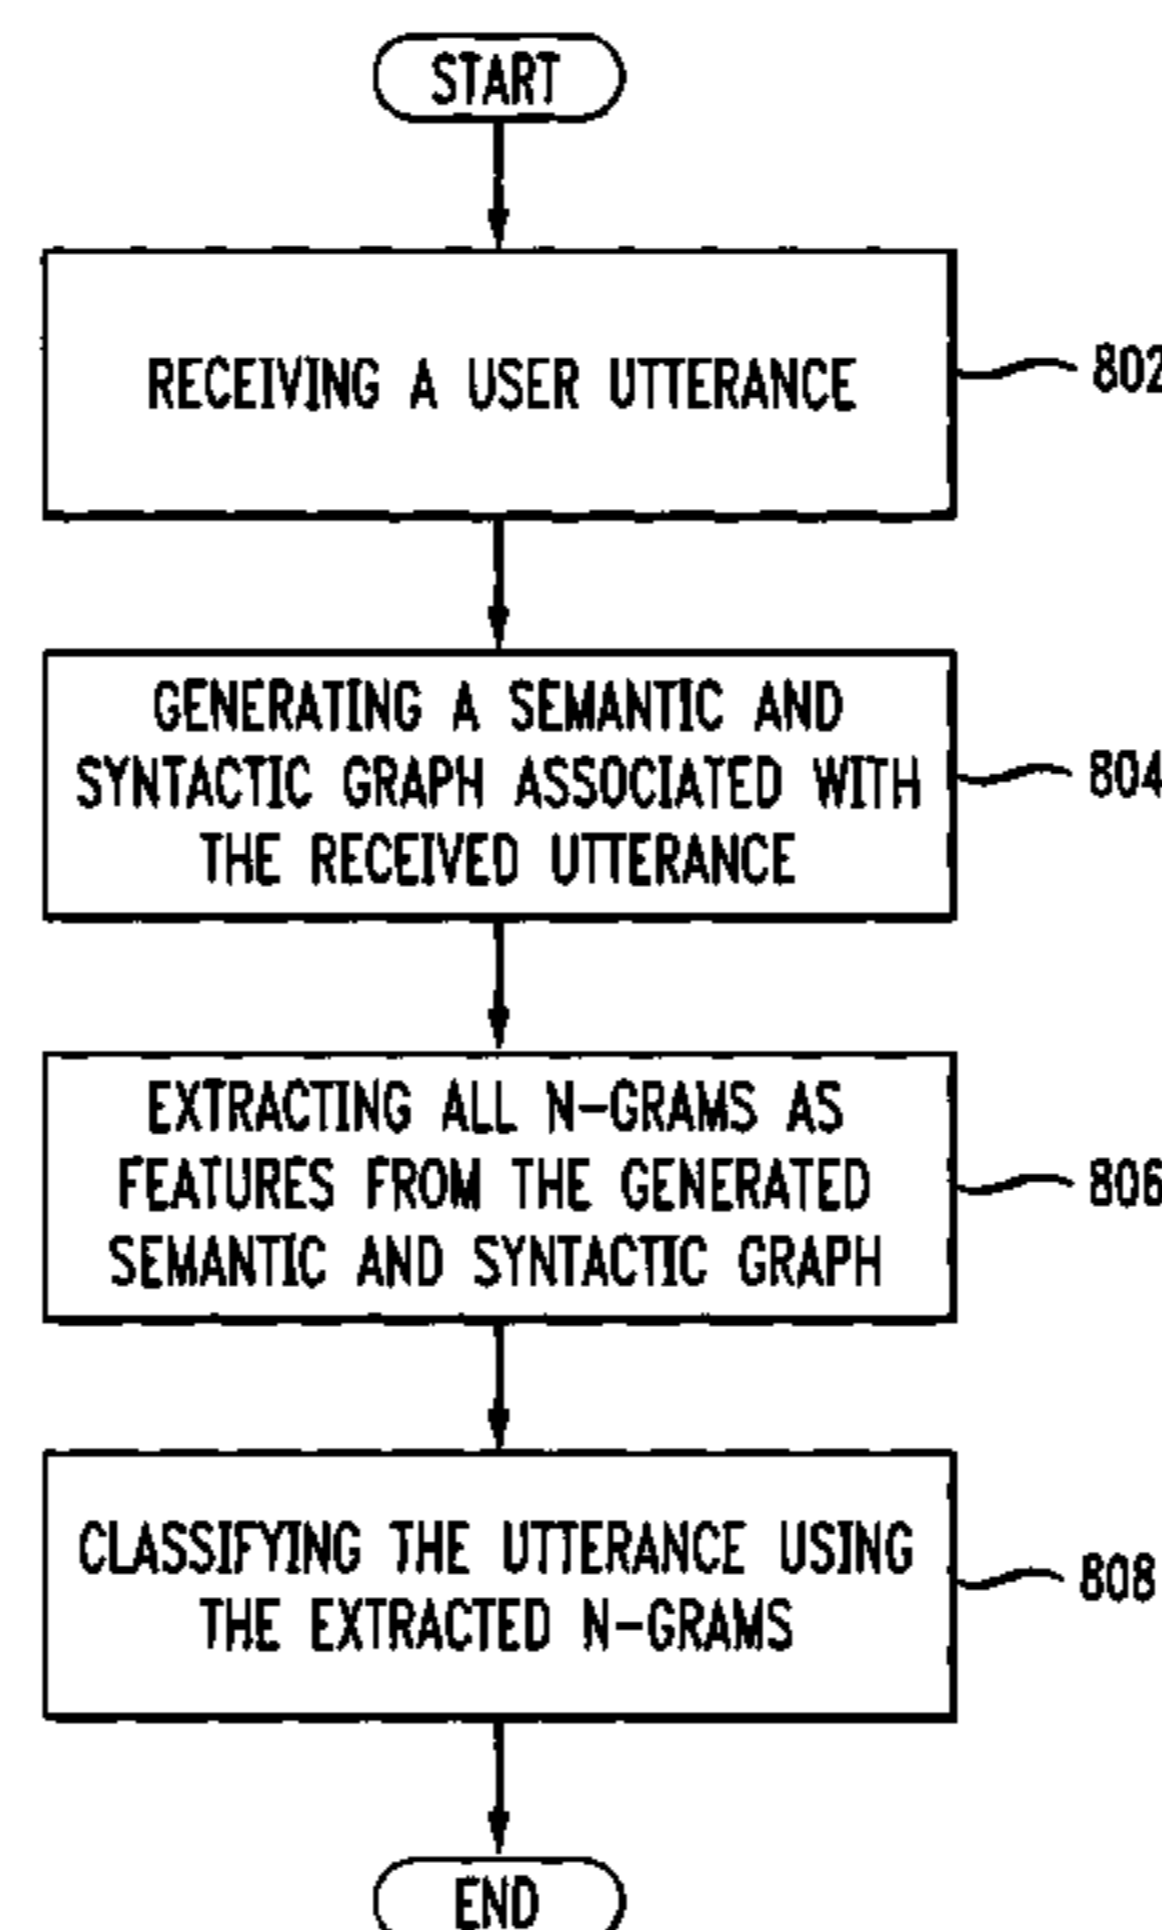 START
RECEIVING A USER UTTERANCE
802
GENERATING A SEMANTIC AND
SYNTACTIC GRAPH ASSOCIATED WITH
THE RECEIVED UTTERANCE
804
EXTRACTING ALL N-GRAMS AS
FEATURES FROM THE GENERATED
SEMANTIC AND SYNTACTIC GRAPH
806
CLASSIFYING THE UTTERANCE USING
THE EXTRACTED N-GRAMS
808
END